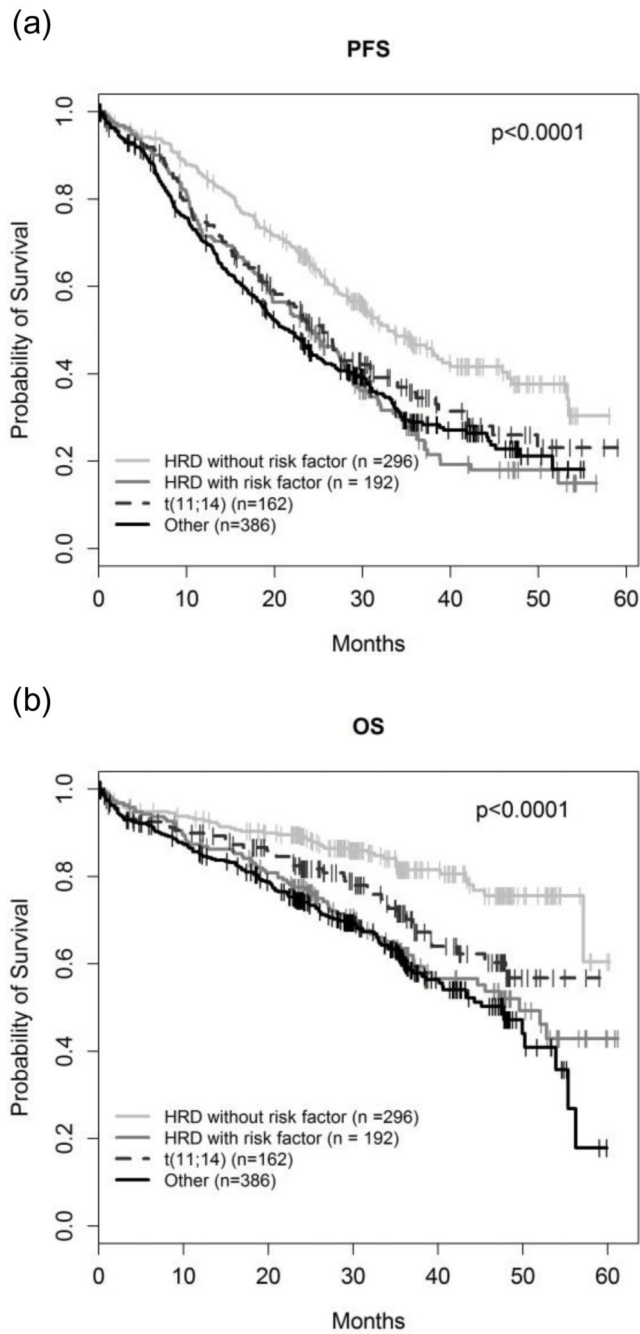 (a)
PFS
p<0.0001
Probability of Survival
1.0
0.8
0.6
0.4
0.2
0.0
HRD without risk factor (n =296)
HRD with risk factor (n = 192)
t(11;14) (n=162)
Other (n=386)
0 10 20 30 40 50 60
Months
(b)
OS
p<0.0001
Probability of Survival
1.0
0.8
0.6
0.4
0.2
0.0
HRD without risk factor (n =296)
HRD with risk factor (n = 192)
t(11;14) (n=162)
Other (n=386)
0 10 20 30 40 50 60
Months